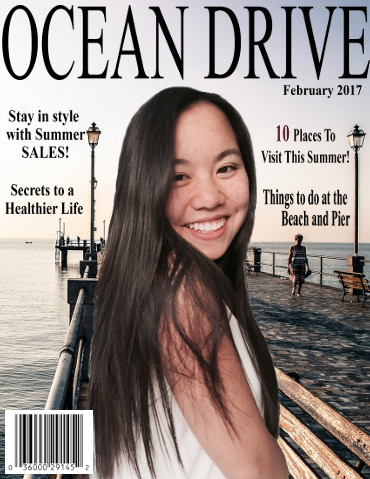 OCEAN DRIVE
February 2017
Stay in style
with Summer
SALES!
10 Places To
Visit This Summer!
Secrets to a
Healthier Life
Things to do at the
Beach and Pier
0 36000 29145 2